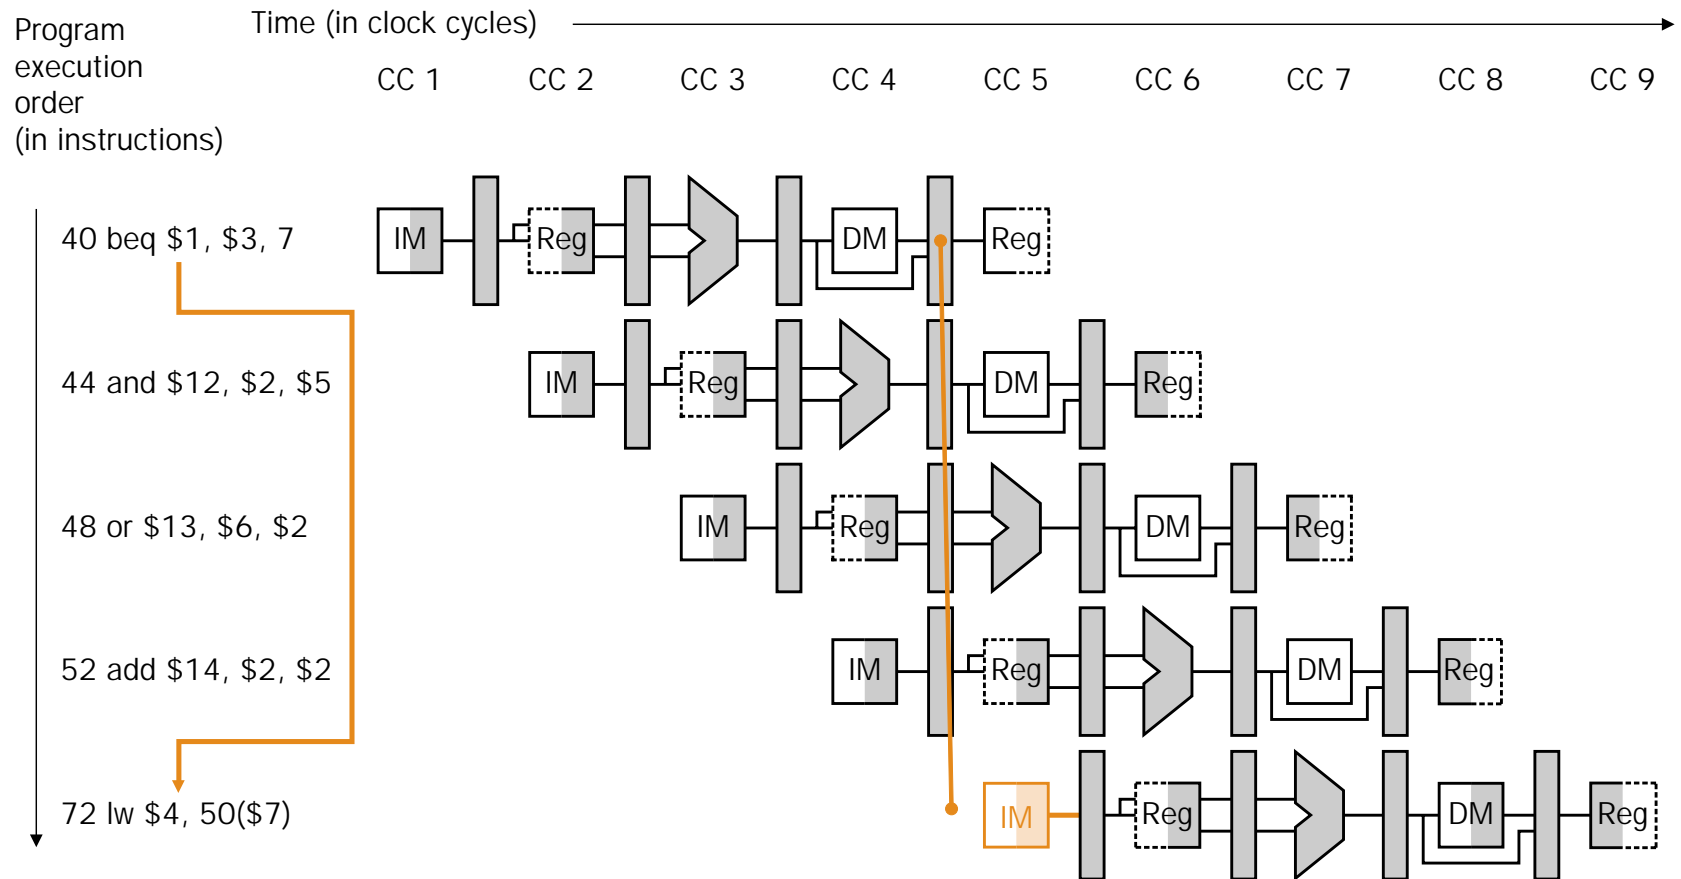 Program
execution
order
(in instructions)
Time (in clock cycles)
CC 1 CC 2 CC 3 CC 4 CC 5 CC 6 CC 7 CC 8 CC 9
40 beq $1, $3, 7
IM Reg DM Reg
44 and $12, $2, $5
IM Reg DM Reg
48 or $13, $6, $2
IM Reg DM Reg
52 add $14, $2, $2
IM Reg DM Reg
72 lw $4, 50($7)
IM Reg DM Reg